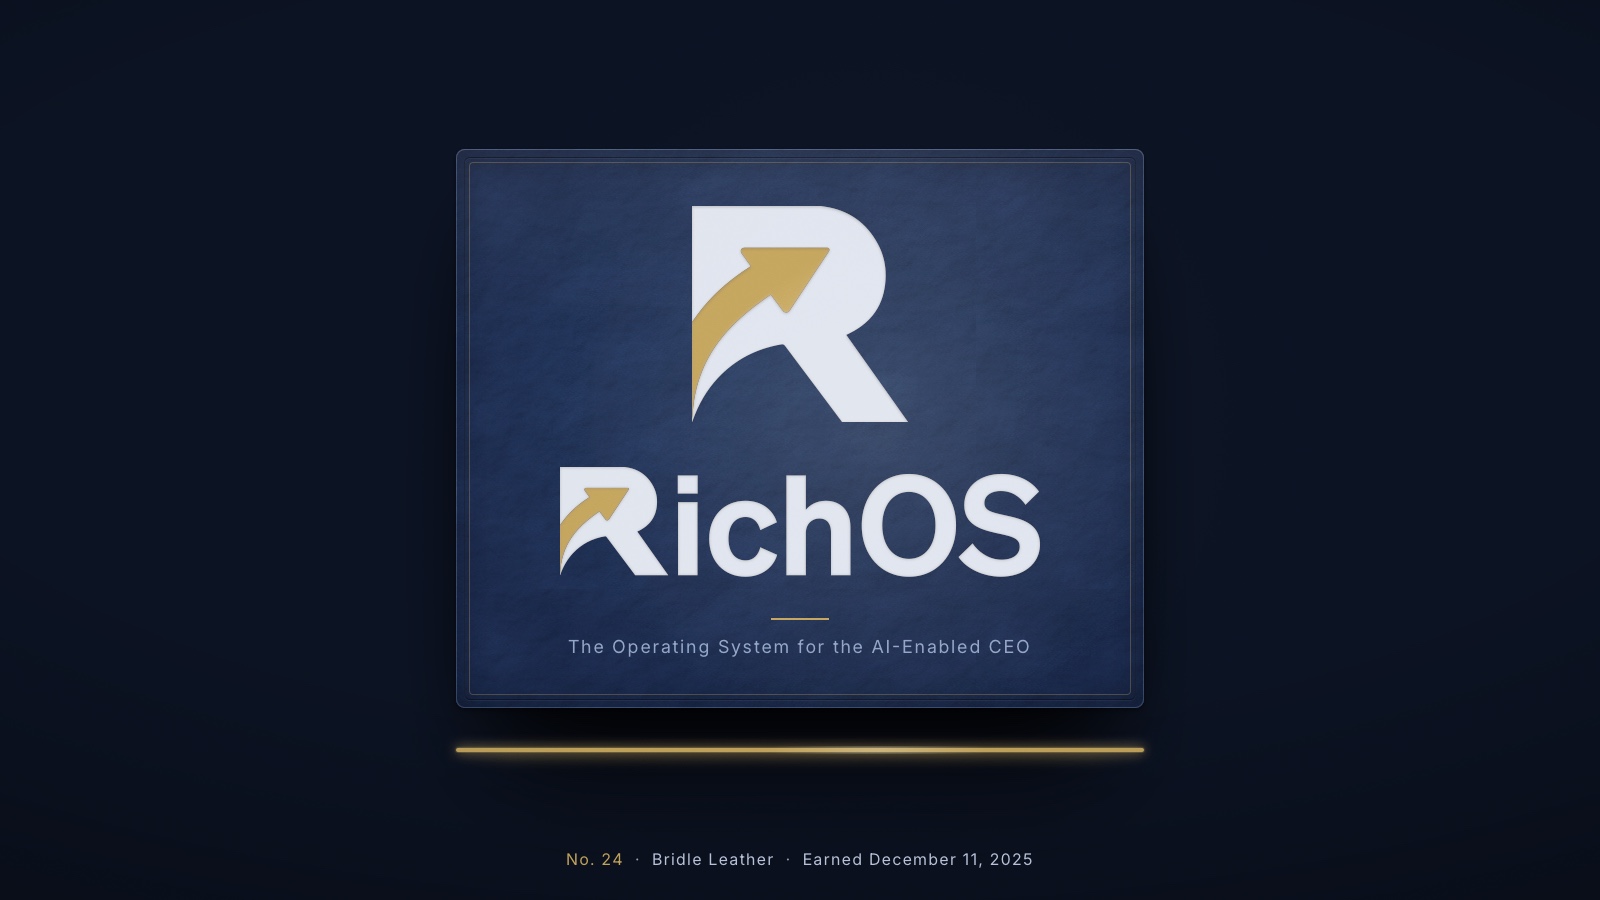 R
RichOS
The Operating System for the AI-Enabled CEO
No. 24 · Bridle Leather · Earned December 11, 2025